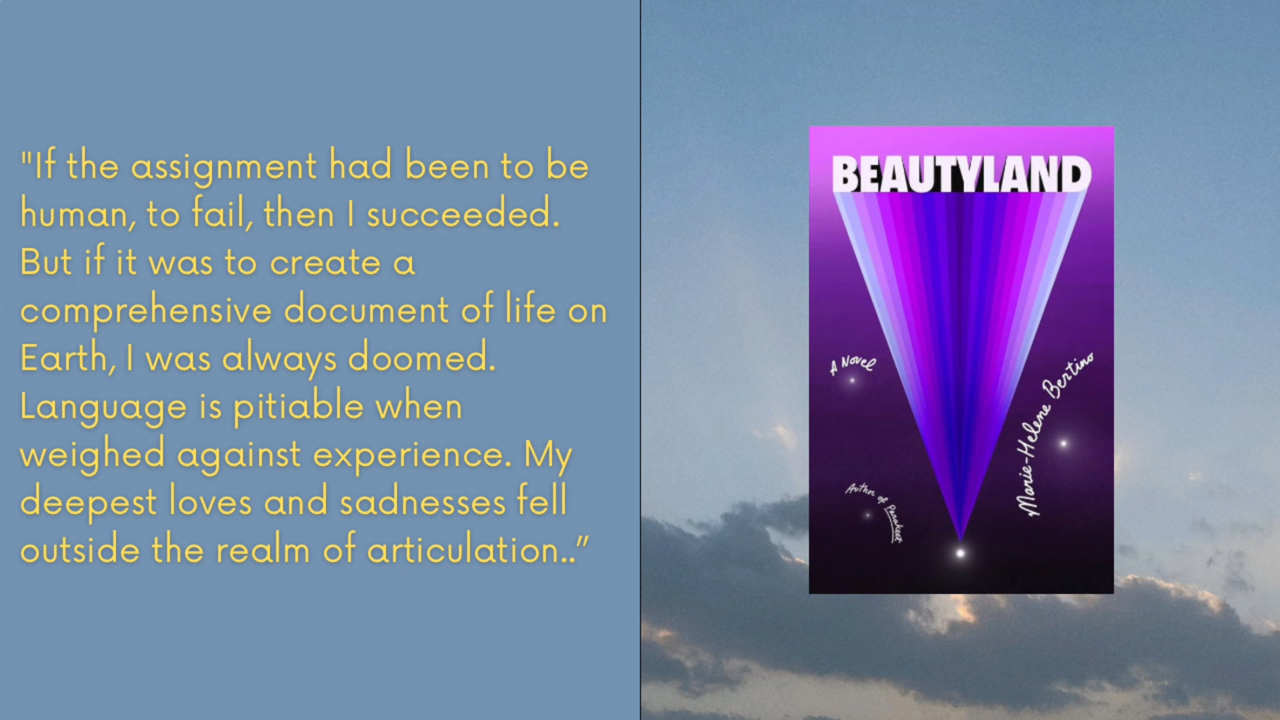 "If the assignment had been to be
human, to fail, then I succeeded.
But if it was to create a
comprehensive document of life on
Earth, I was always doomed.
Language is pitiable when
weighed against experience. My
deepest loves and sadnesses fell
outside the realm of articulation..”
BEAUTYLAND
A Novel
Marie-Helene Bertino
Author of Parakeet